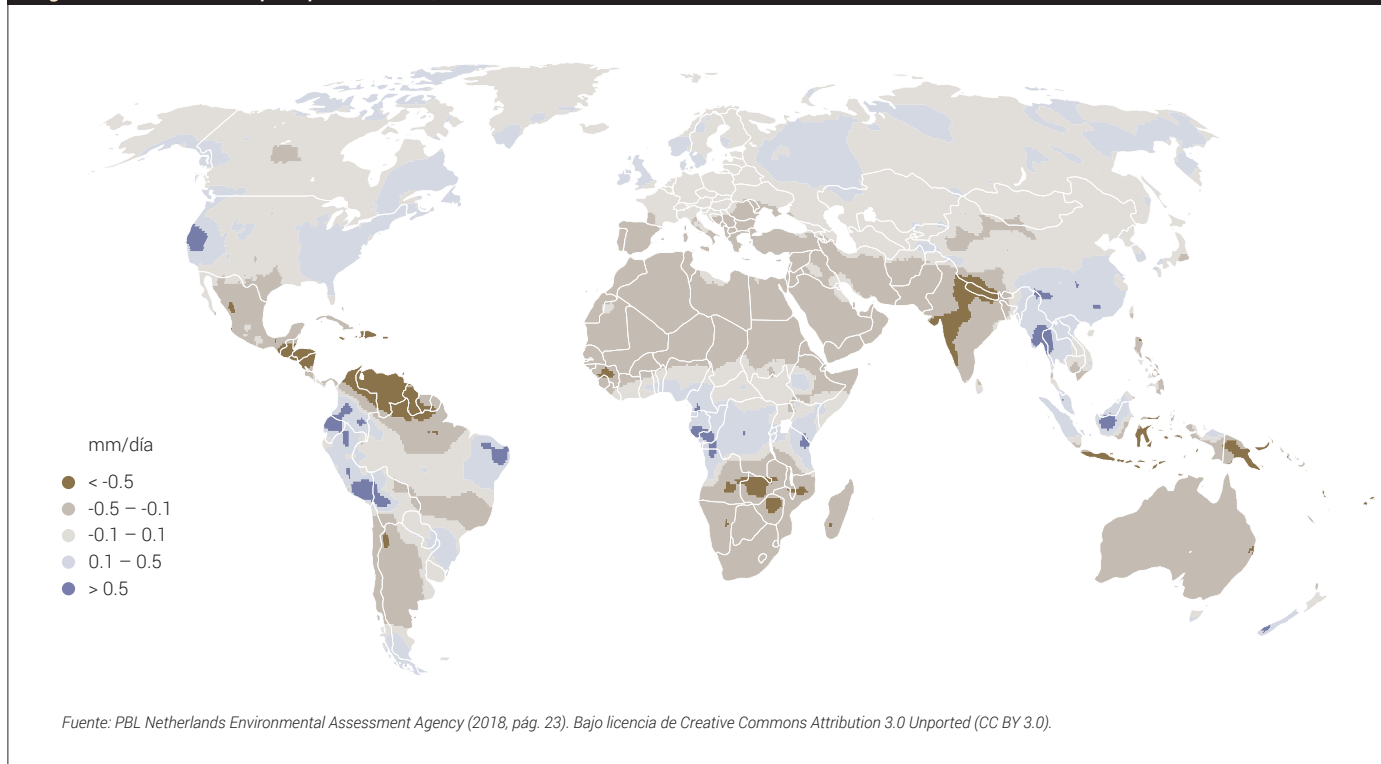 mm/día
< -0.5
-0.5 – -0.1
-0.1 – 0.1
0.1 – 0.5
> 0.5
Fuente: PBL Netherlands Environmental Assessment Agency (2018, pág. 23). Bajo licencia de Creative Commons Attribution 3.0 Unported (CC BY 3.0).